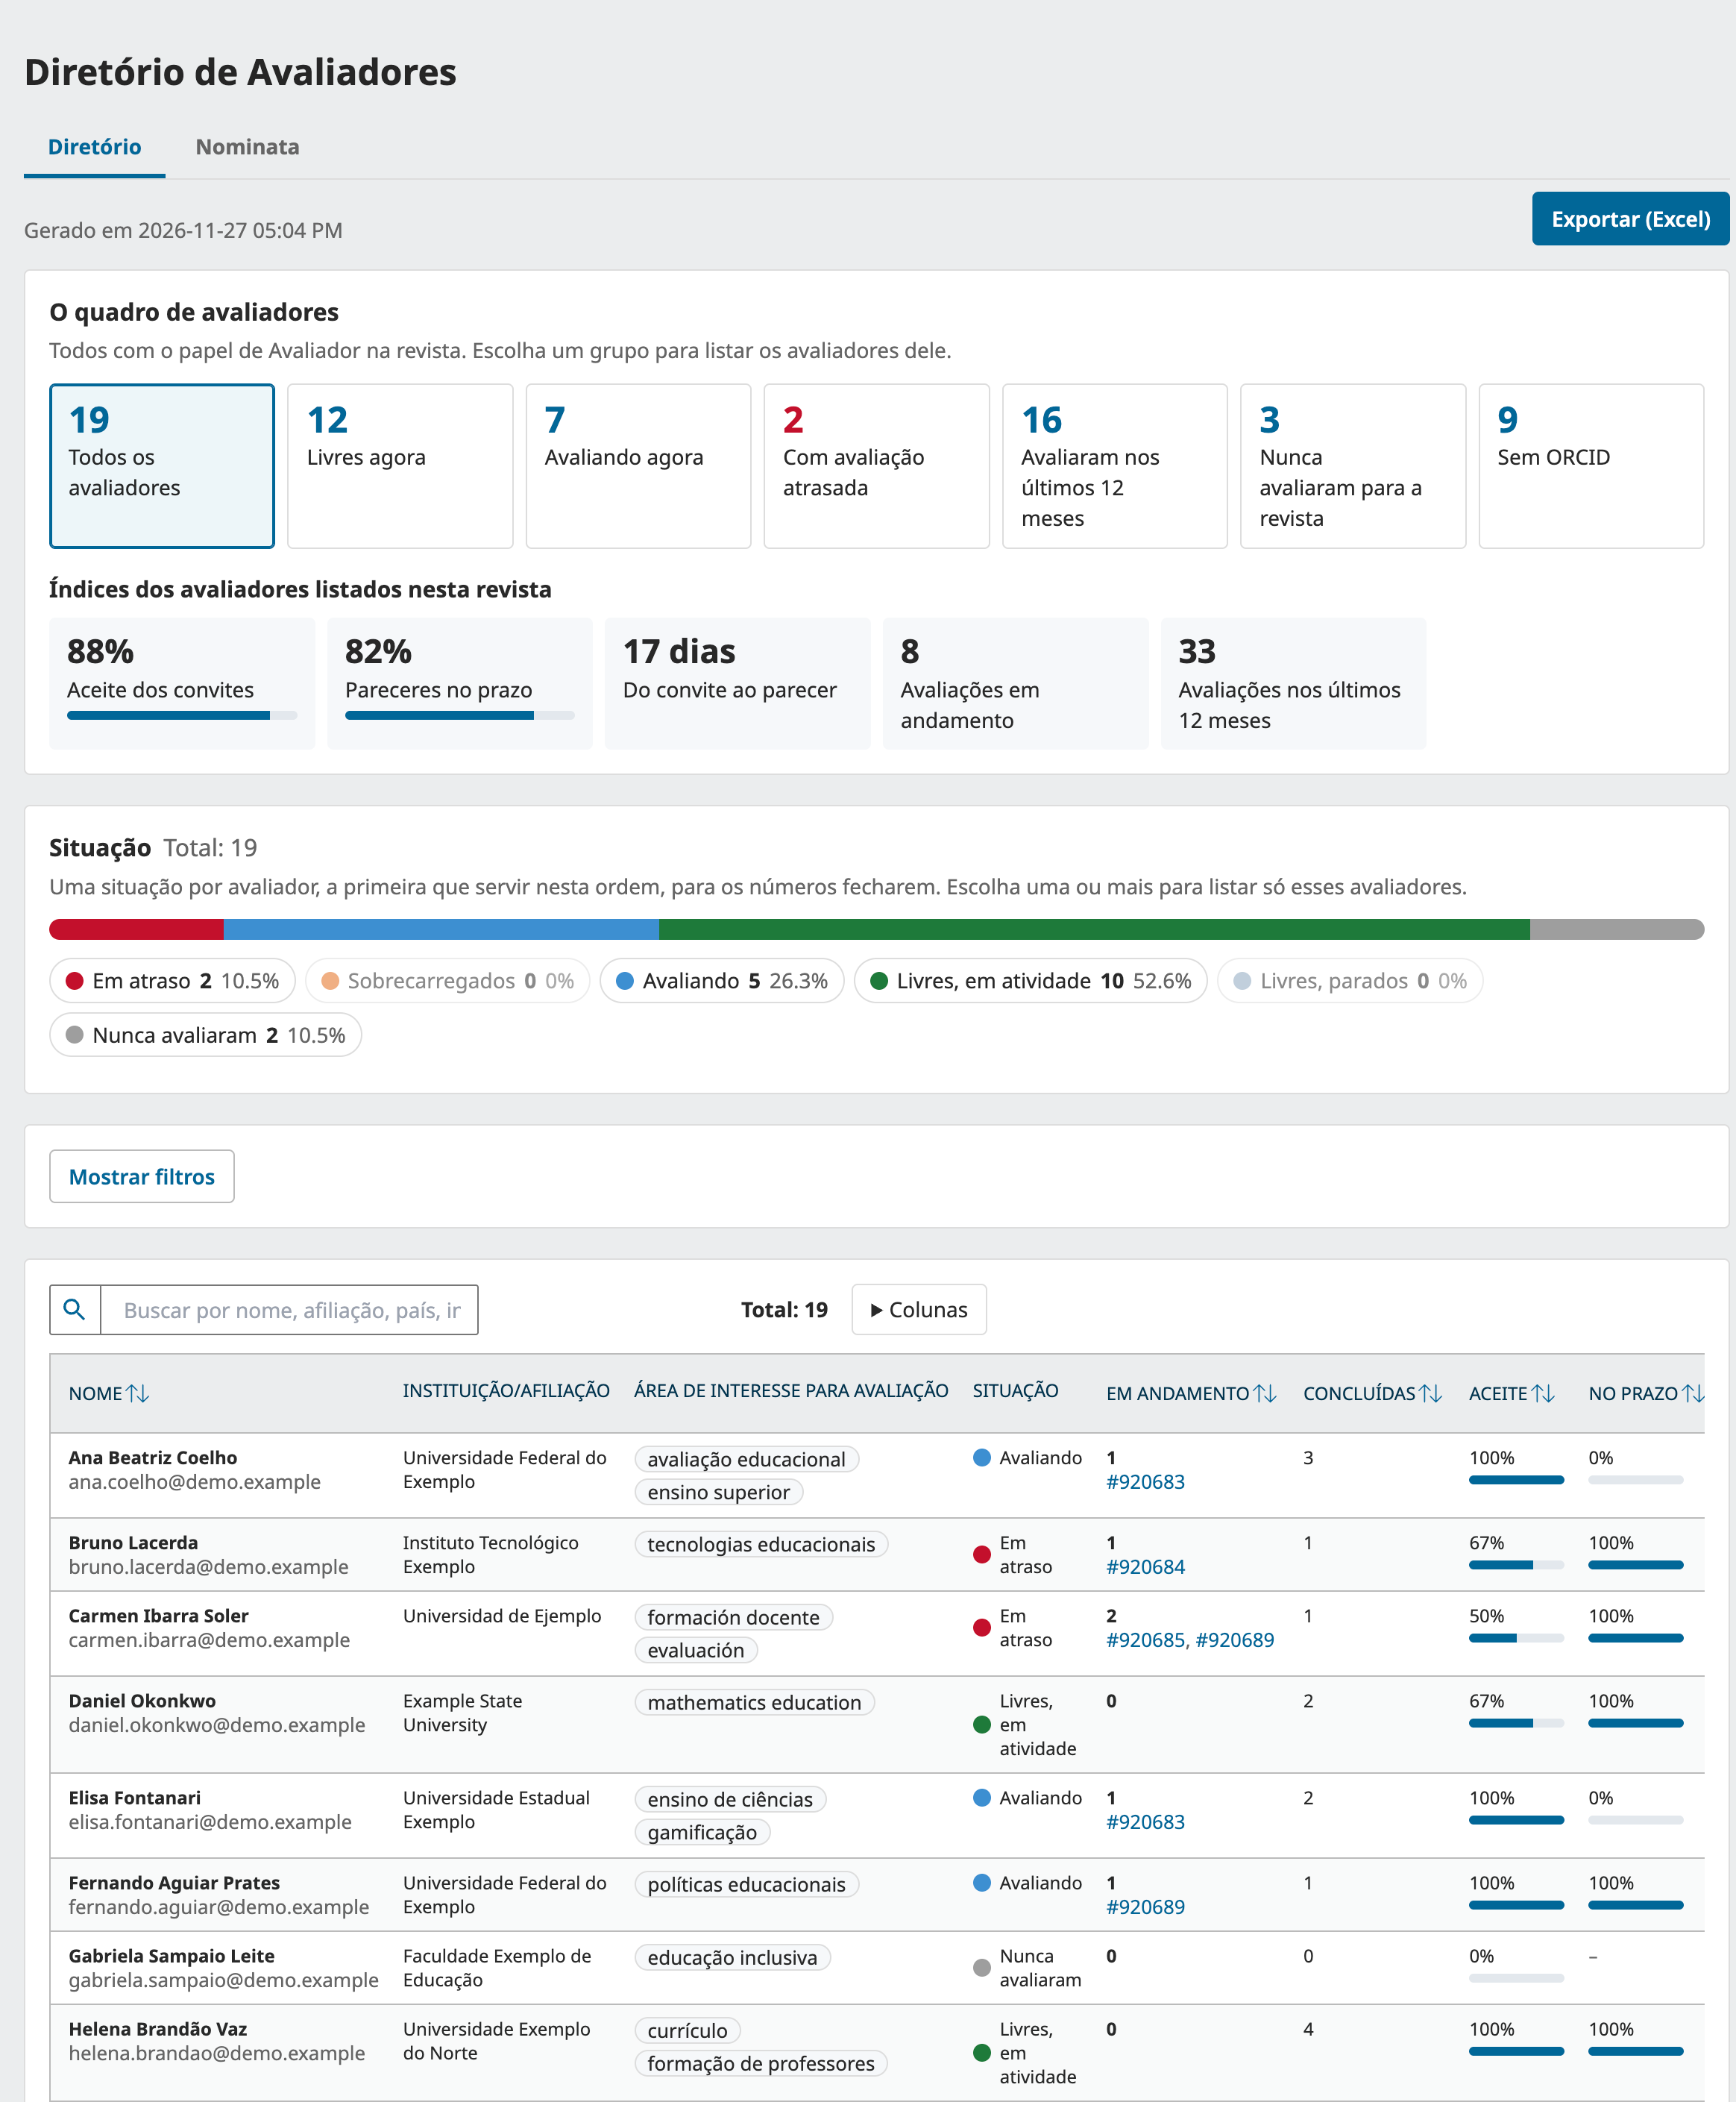 Diretório de Avaliadores
Diretório Nominata
Gerado em 2026-11-27 05:04 PM
Exportar (Excel)
O quadro de avaliadores
Todos com o papel de Avaliador na revista. Escolha um grupo para listar os avaliadores dele.
19
Todos os
avaliadores
12
Livres agora
7
Avaliando agora
2
Com avaliação
atrasada
16
Avaliaram nos
últimos 12
meses
3
Nunca
avaliaram para a
revista
9
Sem ORCID
Índices dos avaliadores listados nesta revista
88%
Aceite dos convites
82%
Pareceres no prazo
17 dias
Do convite ao parecer
8
Avaliações em
andamento
33
Avaliações nos últimos
12 meses
Situação Total: 19
Uma situação por avaliador, a primeira que servir nesta ordem, para os números fecharem. Escolha uma ou mais para listar só esses avaliadores.
Em atraso 2 10.5%
Sobrecarregados 0 0%
Avaliando 5 26.3%
Livres, em atividade 10 52.6%
Livres, parados 0 0%
Nunca avaliaram 2 10.5%
Mostrar filtros
Buscar por nome, afiliação, país, ir
Total: 19
Colunas
NOME INSTITUIÇÃO/AFILIAÇÃO ÁREA DE INTERESSE PARA AVALIAÇÃO SITUAÇÃO EM ANDAMENTO CONCLUÍDAS ACEITE NO PRAZO
Ana Beatriz Coelho
ana.coelho@demo.example
Universidade Federal do
Exemplo
avaliação educacional
ensino superior
Avaliando
1
#920683
3
100%
0%
Bruno Lacerda
bruno.lacerda@demo.example
Instituto Tecnológico
Exemplo
tecnologias educacionais
Em
atraso
1
#920684
1
67%
100%
Carmen Ibarra Soler
carmen.ibarra@demo.example
Universidad de Ejemplo
formación docente
evaluación
Em
atraso
2
#920685, #920689
1
50%
100%
Daniel Okonkwo
daniel.okonkwo@demo.example
Example State
University
mathematics education
Livres,
em
atividade
0
2
67%
100%
Elisa Fontanari
elisa.fontanari@demo.example
Universidade Estadual
Exemplo
ensino de ciências
gamificação
Avaliando
1
#920683
2
100%
0%
Fernando Aguiar Prates
fernando.aguiar@demo.example
Universidade Federal do
Exemplo
políticas educacionais
Avaliando
1
#920689
1
100%
100%
Gabriela Sampaio Leite
gabriela.sampaio@demo.example
Faculdade Exemplo de
Educação
educação inclusiva
Nunca
avaliaram
0
0
0%
–
Helena Brandão Vaz
helena.brandao@demo.example
Universidade Exemplo
do Norte
currículo
formação de professores
Livres,
em
atividade
0
4
100%
100%